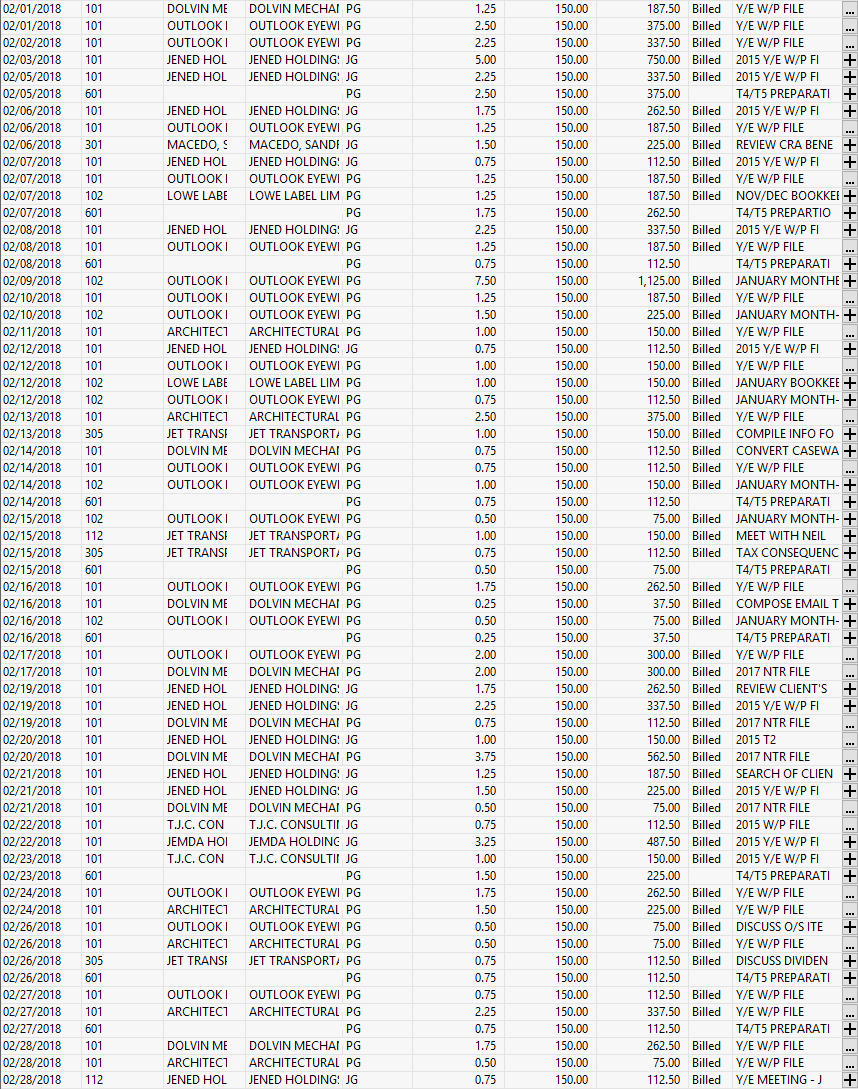 02/01/2018 101 DOLVIN ME DOLVIN MECHAI PG 1.25 150.00 187.50 Billed Y/E W/P FILE ...
02/01/2018 101 OUTLOOK I OUTLOOK EYEWI PG 2.50 150.00 375.00 Billed Y/E W/P FILE ...
02/02/2018 101 OUTLOOK I OUTLOOK EYEWI PG 2.25 150.00 337.50 Billed Y/E W/P FILE ...
02/03/2018 101 JENED HOL JENED HOLDING: JG 5.00 150.00 750.00 Billed 2015 Y/E W/P FI +
02/05/2018 101 JENED HOL JENED HOLDING: JG 2.25 150.00 337.50 Billed 2015 Y/E W/P FI +
02/05/2018 601 PG 2.50 150.00 375.00 T4/T5 PREPARATI +
02/06/2018 101 JENED HOL JENED HOLDING: JG 1.75 150.00 262.50 Billed 2015 Y/E W/P FI +
02/06/2018 101 OUTLOOK I OUTLOOK EYEWI PG 1.25 150.00 187.50 Billed Y/E W/P FILE ...
02/06/2018 301 MACEDO, S MACEDO, SANDI JG 1.50 150.00 225.00 Billed REVIEW CRA BENE +
02/07/2018 101 JENED HOL JENED HOLDING: JG 0.75 150.00 112.50 Billed 2015 Y/E W/P FI +
02/07/2018 101 OUTLOOK I OUTLOOK EYEWI PG 1.25 150.00 187.50 Billed Y/E W/P FILE ...
02/07/2018 102 LOWE LABE LOWE LABEL LIM PG 1.25 150.00 187.50 Billed NOV/DEC BOOKKEE +
02/07/2018 601 PG 1.75 150.00 262.50 T4/T5 PREPARTIO +
02/08/2018 101 JENED HOL JENED HOLDING: JG 2.25 150.00 337.50 Billed 2015 Y/E W/P FI +
02/08/2018 101 OUTLOOK I OUTLOOK EYEWI PG 1.25 150.00 187.50 Billed Y/E W/P FILE ...
02/08/2018 601 PG 0.75 150.00 112.50 T4/T5 PREPARATI +
02/09/2018 102 OUTLOOK I OUTLOOK EYEWI PG 7.50 150.00 1,125.00 Billed JANUARY MONTHE +
02/10/2018 101 OUTLOOK I OUTLOOK EYEWI PG 1.25 150.00 187.50 Billed Y/E W/P FILE ...
02/10/2018 102 OUTLOOK I OUTLOOK EYEWI PG 1.50 150.00 225.00 Billed JANUARY MONTH- +
02/11/2018 101 ARCHITECT ARCHITECTURAL PG 1.00 150.00 150.00 Billed Y/E W/P FILE ...
02/12/2018 101 JENED HOL JENED HOLDING: JG 0.75 150.00 112.50 Billed 2015 Y/E W/P FI +
02/12/2018 101 OUTLOOK I OUTLOOK EYEWI PG 1.00 150.00 150.00 Billed Y/E W/P FILE ...
02/12/2018 102 LOWE LABE LOWE LABEL LIM PG 1.00 150.00 150.00 Billed JANUARY BOOKKEE +
02/12/2018 102 OUTLOOK I OUTLOOK EYEWI PG 0.75 150.00 112.50 Billed JANUARY MONTH- +
02/13/2018 101 ARCHITECT ARCHITECTURAL PG 2.50 150.00 375.00 Billed Y/E W/P FILE ...
02/13/2018 305 JET TRANSF JET TRANSPORT/ PG 1.00 150.00 150.00 Billed COMPILE INFO FO +
02/14/2018 101 DOLVIN ME DOLVIN MECHAI PG 0.75 150.00 112.50 Billed CONVERT CASEWA +
02/14/2018 101 OUTLOOK I OUTLOOK EYEWI PG 0.75 150.00 112.50 Billed Y/E W/P FILE ...
02/14/2018 102 OUTLOOK I OUTLOOK EYEWI PG 1.00 150.00 150.00 Billed JANUARY MONTH- +
02/14/2018 601 PG 0.75 150.00 112.50 T4/T5 PREPARATI +
02/15/2018 102 OUTLOOK I OUTLOOK EYEWI PG 0.50 150.00 75.00 Billed JANUARY MONTH- +
02/15/2018 112 JET TRANSF JET TRANSPORT/ PG 1.00 150.00 150.00 Billed MEET WITH NEIL +
02/15/2018 305 JET TRANSF JET TRANSPORT/ PG 0.75 150.00 112.50 Billed TAX CONSEQUENC +
02/15/2018 601 PG 0.50 150.00 75.00 T4/T5 PREPARATI +
02/16/2018 101 OUTLOOK I OUTLOOK EYEWI PG 1.75 150.00 262.50 Billed Y/E W/P FILE ...
02/16/2018 101 DOLVIN ME DOLVIN MECHAI PG 0.25 150.00 37.50 Billed COMPOSE EMAIL T +
02/16/2018 102 OUTLOOK I OUTLOOK EYEWI PG 0.50 150.00 75.00 Billed JANUARY MONTH- +
02/16/2018 601 PG 0.25 150.00 37.50 T4/T5 PREPARATI +
02/17/2018 101 OUTLOOK I OUTLOOK EYEWI PG 2.00 150.00 300.00 Billed Y/E W/P FILE ...
02/17/2018 101 DOLVIN ME DOLVIN MECHAI PG 2.00 150.00 300.00 Billed 2017 NTR FILE ...
02/19/2018 101 JENED HOL JENED HOLDING: JG 1.75 150.00 262.50 Billed REVIEW CLIENT'S +
02/19/2018 101 JENED HOL JENED HOLDING: JG 2.25 150.00 337.50 Billed 2015 Y/E W/P FI +
02/19/2018 101 DOLVIN ME DOLVIN MECHAI PG 0.75 150.00 112.50 Billed 2017 NTR FILE ...
02/20/2018 101 JENED HOL JENED HOLDING: JG 1.00 150.00 150.00 Billed 2015 T2 ...
02/20/2018 101 DOLVIN ME DOLVIN MECHAI PG 3.75 150.00 562.50 Billed 2017 NTR FILE ...
02/21/2018 101 JENED HOL JENED HOLDING: JG 1.25 150.00 187.50 Billed SEARCH OF CLIEN +
02/21/2018 101 JENED HOL JENED HOLDING: JG 1.50 150.00 225.00 Billed 2015 Y/E W/P FI +
02/21/2018 101 DOLVIN ME DOLVIN MECHAI PG 0.50 150.00 75.00 Billed 2017 NTR FILE ...
02/22/2018 101 T.J.C. CON T.J.C. CONSULTII JG 0.75 150.00 112.50 Billed 2015 W/P FILE ...
02/22/2018 101 JEMDA HOI JEMDA HOLDING JG 3.25 150.00 487.50 Billed 2015 Y/E W/P FI +
02/23/2018 101 T.J.C. CON T.J.C. CONSULTII JG 1.00 150.00 150.00 Billed 2015 Y/E W/P FI +
02/23/2018 601 PG 1.50 150.00 225.00 T4/T5 PREPARATI +
02/24/2018 101 OUTLOOK I OUTLOOK EYEWI PG 1.75 150.00 262.50 Billed Y/E W/P FILE ...
02/24/2018 101 ARCHITECT ARCHITECTURAL PG 1.50 150.00 225.00 Billed Y/E W/P FILE ...
02/26/2018 101 OUTLOOK I OUTLOOK EYEWI PG 0.50 150.00 75.00 Billed DISCUSS O/S ITE +
02/26/2018 101 ARCHITECT ARCHITECTURAL PG 0.50 150.00 75.00 Billed Y/E W/P FILE ...
02/26/2018 305 JET TRANSF JET TRANSPORT/ PG 0.75 150.00 112.50 Billed DISCUSS DIVIDEN +
02/26/2018 601 PG 0.75 150.00 112.50 T4/T5 PREPARATI +
02/27/2018 101 OUTLOOK I OUTLOOK EYEWI PG 0.75 150.00 112.50 Billed Y/E W/P FILE ...
02/27/2018 101 ARCHITECT ARCHITECTURAL PG 2.25 150.00 337.50 Billed Y/E W/P FILE ...
02/27/2018 601 PG 0.75 150.00 112.50 T4/T5 PREPARATI +
02/28/2018 101 DOLVIN ME DOLVIN MECHAI PG 1.75 150.00 262.50 Billed Y/E W/P FILE ...
02/28/2018 101 ARCHITECT ARCHITECTURAL PG 0.50 150.00 75.00 Billed Y/E W/P FILE ...
02/28/2018 112 JENED HOL JENED HOLDING: JG 0.75 150.00 112.50 Billed Y/E MEETING - J +